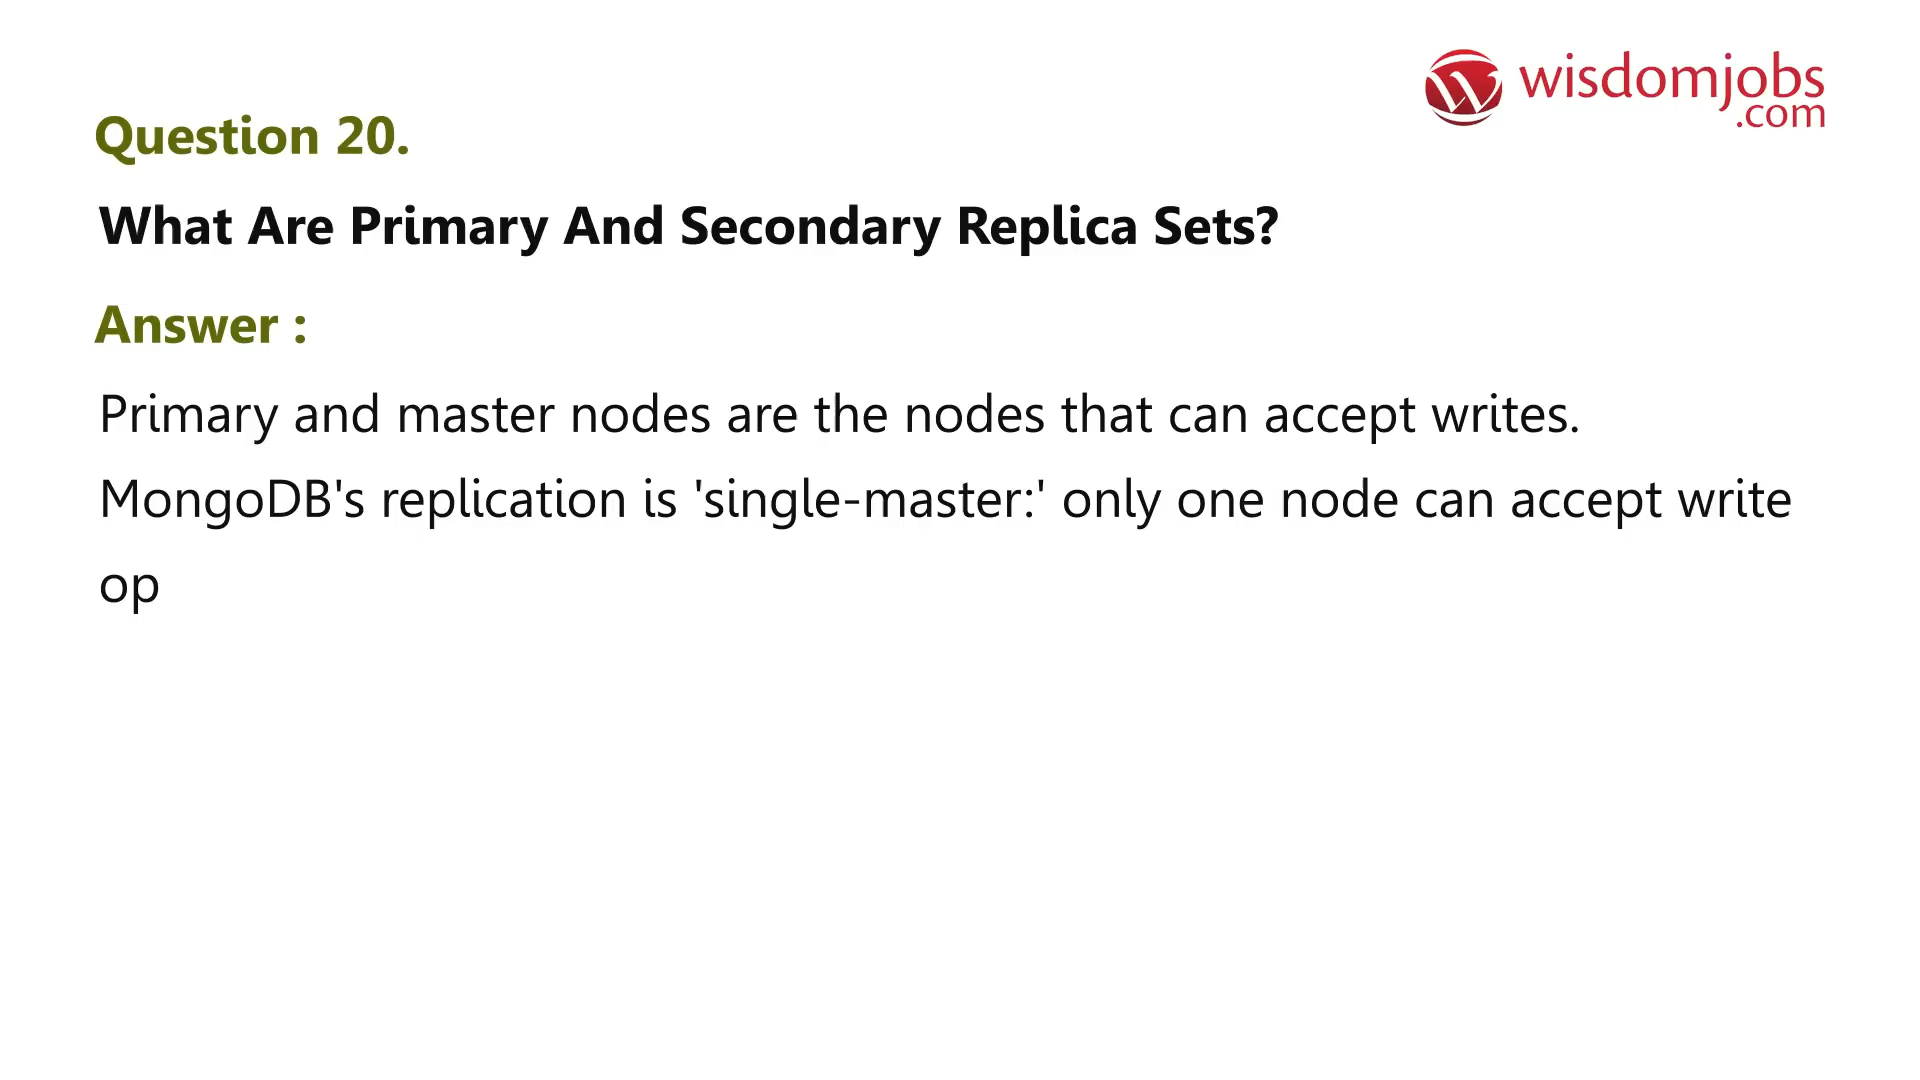 wisdomjobs
.com
Question 20.
What Are Primary And Secondary Replica Sets?
Answer :
Primary and master nodes are the nodes that can accept writes.
MongoDB's replication is 'single-master:' only one node can accept write
op